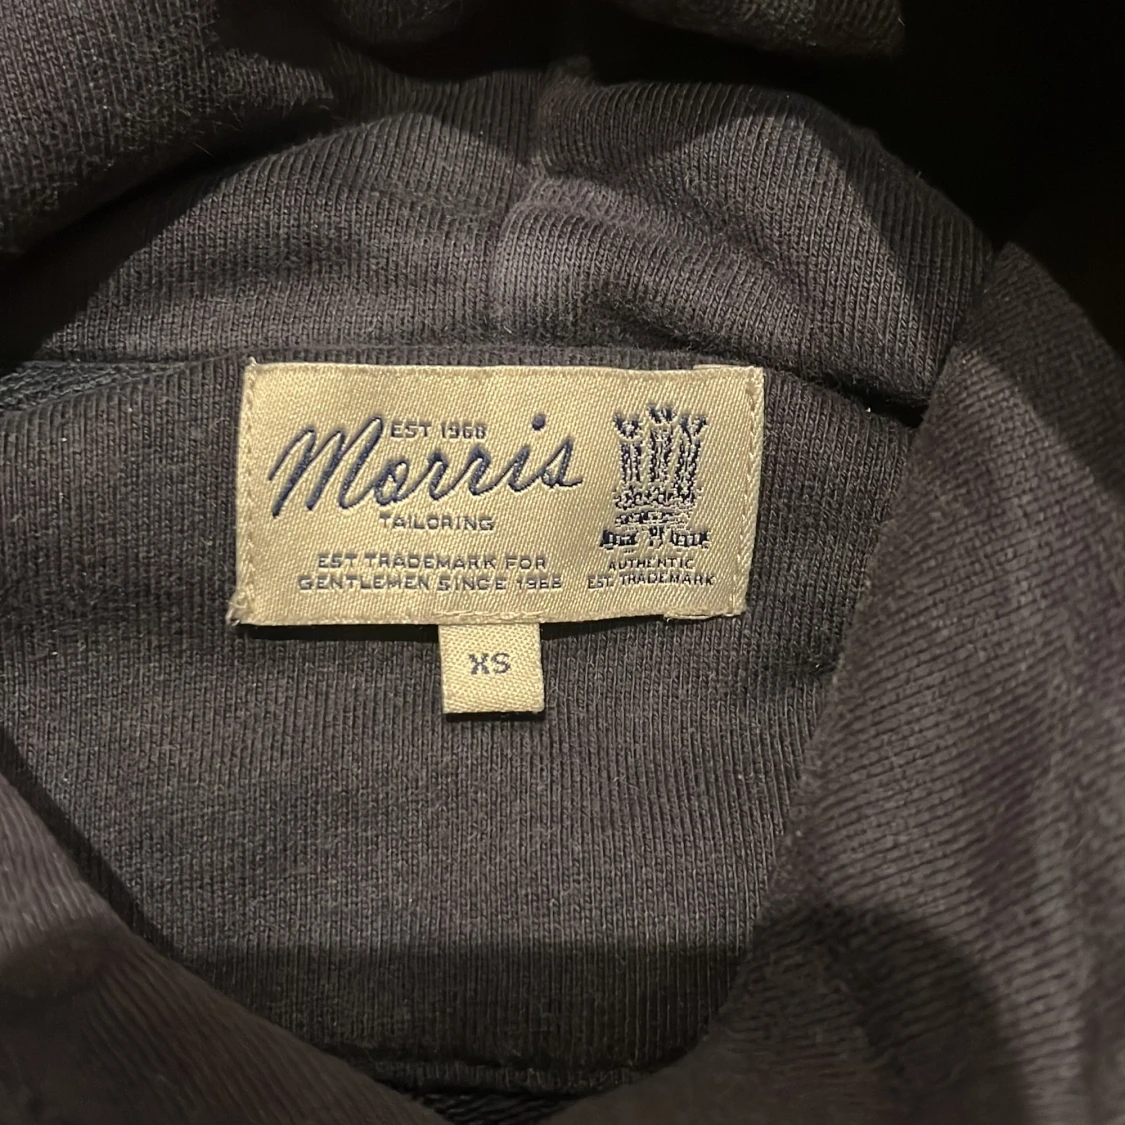 EST 1968
Morris
TAILORING
EST TRADEMARK FOR
GENTLEMEN SINCE 1968
AUTHENTIC
EST. TRADEMARK
XS